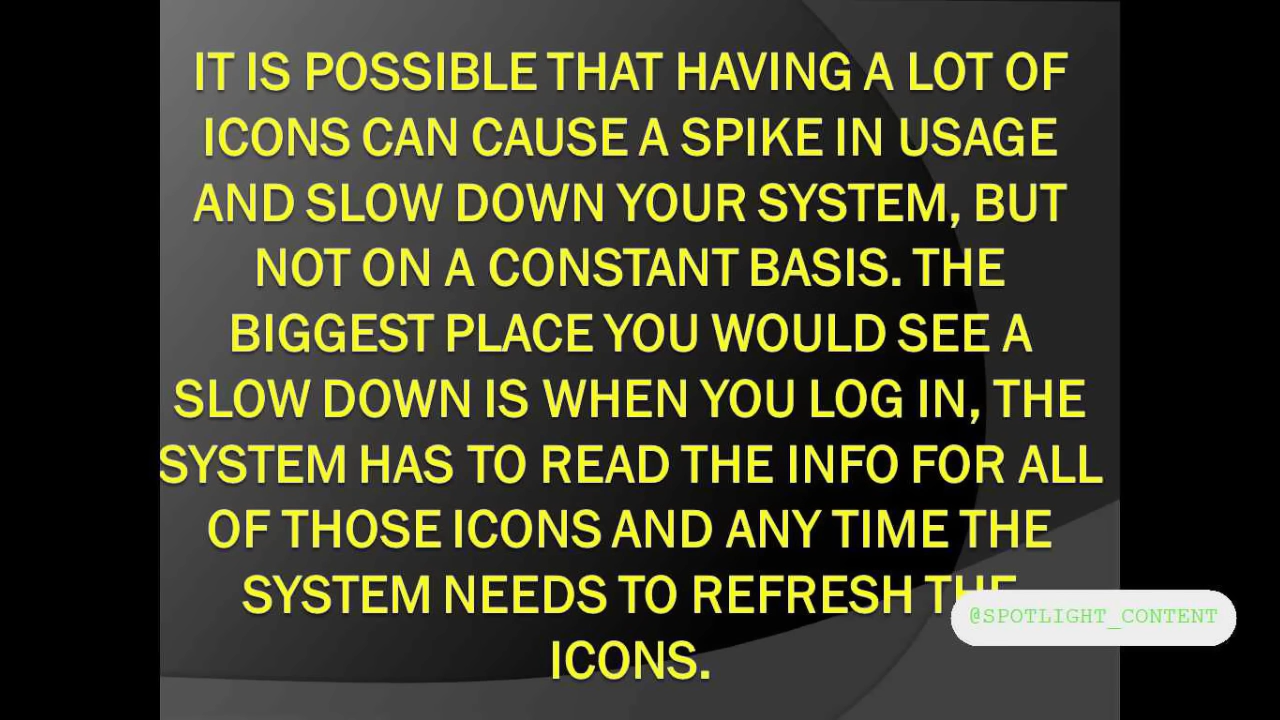 IT IS POSSIBLE THAT HAVING A LOT OF
ICONS CAN CAUSE A SPIKE IN USAGE
AND SLOW DOWN YOUR SYSTEM, BUT
NOT ON A CONSTANT BASIS. THE
BIGGEST PLACE YOU WOULD SEE A
SLOW DOWN IS WHEN YOU LOG IN, THE
SYSTEM HAS TO READ THE INFO FOR ALL
OF THOSE ICONS AND ANY TIME THE
SYSTEM NEEDS TO REFRESH THE
@SPOTLIGHT_CONTENT
ICONS.